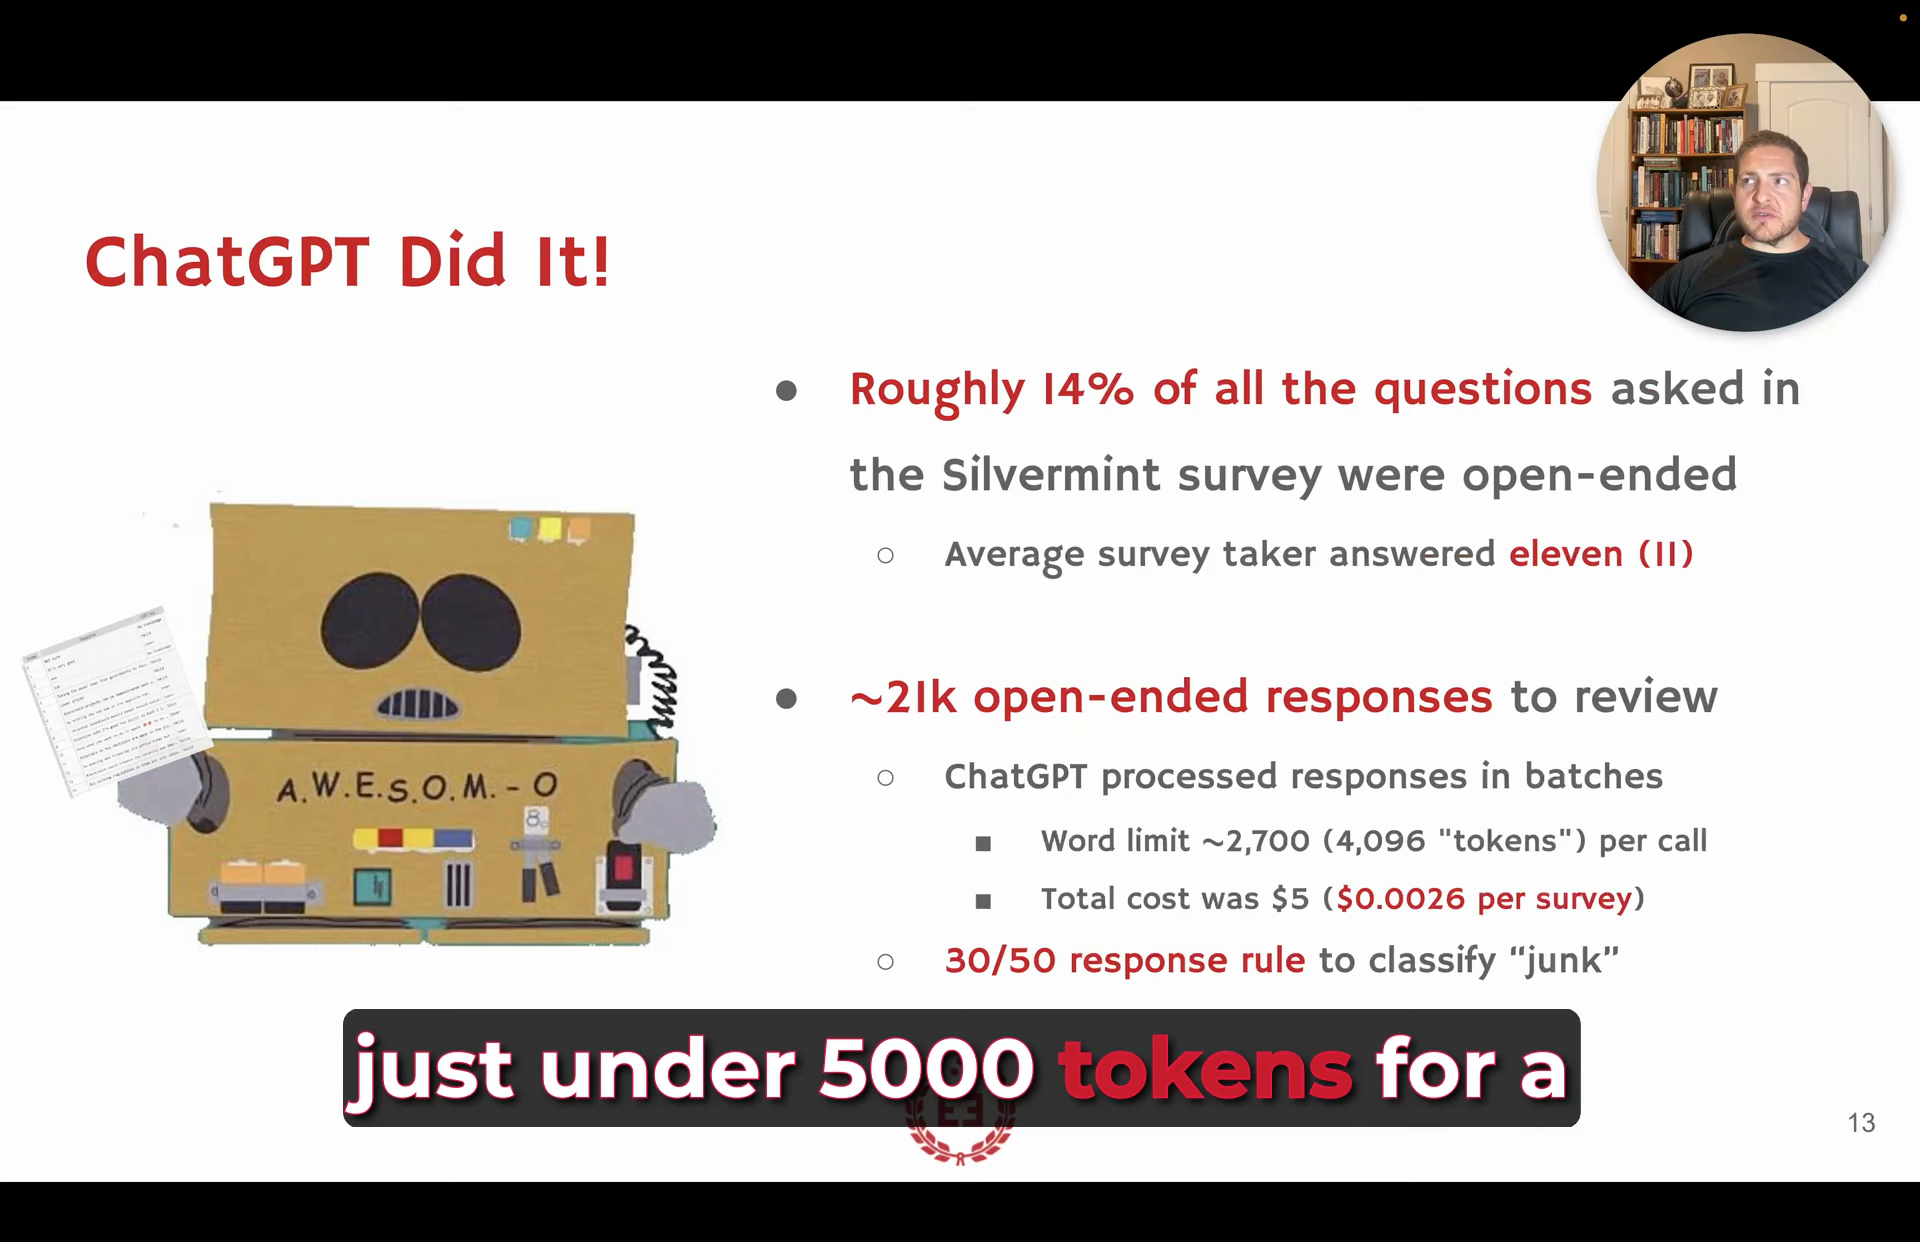 ChatGPT Did It!
● Roughly 14% of all the questions asked in
the Silvermint survey were open-ended
○ Average survey taker answered eleven (11)
● ~21k open-ended responses to review
○ ChatGPT processed responses in batches
■ Word limit ~2,700 (4,096 "tokens") per call
■ Total cost was $5 ($0.0026 per survey)
○ 30/50 response rule to classify “junk”
A.W.E.S.O.M.-O
just under 5000 tokens for a
13